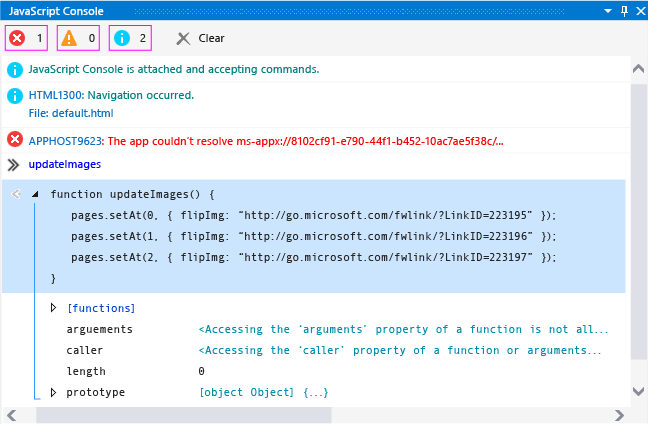 JavaScript Console
1 0 2 Clear
JavaScript Console is attached and accepting commands.
HTML1300: Navigation occurred.
File: default.html
APPHOST9623: The app couldn't resolve ms-appx://8102cf91-e790-44f1-b452-10ac7ae5f38c/...
updateImages
function updateImages() {
pages.setAt(0, { flipImg: "http://go.microsoft.com/fwlink/?LinkID=223195" });
pages.setAt(1, { flipImg: "http://go.microsoft.com/fwlink/?LinkID=223196" });
pages.setAt(2, { flipImg: "http://go.microsoft.com/fwlink/?LinkID=223197" });
}
[functions]
arguements <Accessing the 'arguments' property of a function is not all...
caller <Accessing the 'caller' property of a function or arguments...
length 0
prototype [object Object] {...}